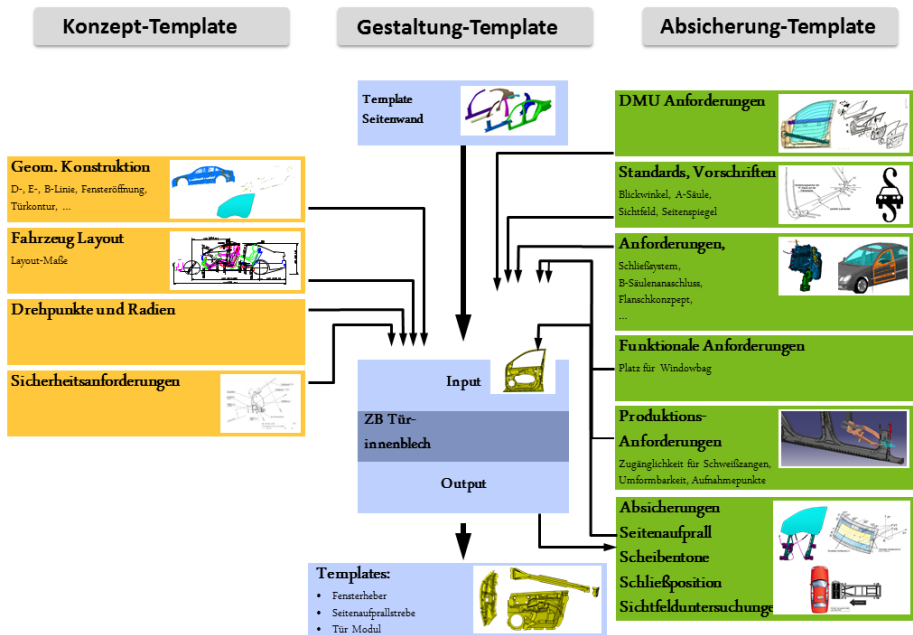 Konzept-Template
Gestaltung-Template
Absicherung-Template
Geom. Konstruktion
D-, E-, B-Linie, Fensteröffnung,
Türkontur, ...
Fahrzeug Layout
Layout-Maße
Drehpunkte und Radien
Sicherheitsanforderungen
Template
Seitenwand
Input
ZB Tür-
innenblech
Output
Templates:
• Fensterheber
• Seitenaufprallstrebe
• Tür Modul
DMU Anforderungen
Standards, Vorschriften
Blickwinkel, A-Säule,
Sichtfeld, Seitenspiegel
Anforderungen,
Schließsystem,
B-Säulenanaschluss,
Flanschkonzpept,
...
Funktionale Anforderungen
Platz für Windowbag
Produktions-
Anforderungen
Zugänglichkeit für Schweißzangen,
Umformbarkeit, Aufnahmepunkte
Absicherungen
Seitenaufprall
Scheibentone
Schließposition
Sichtfelduntersuchunge